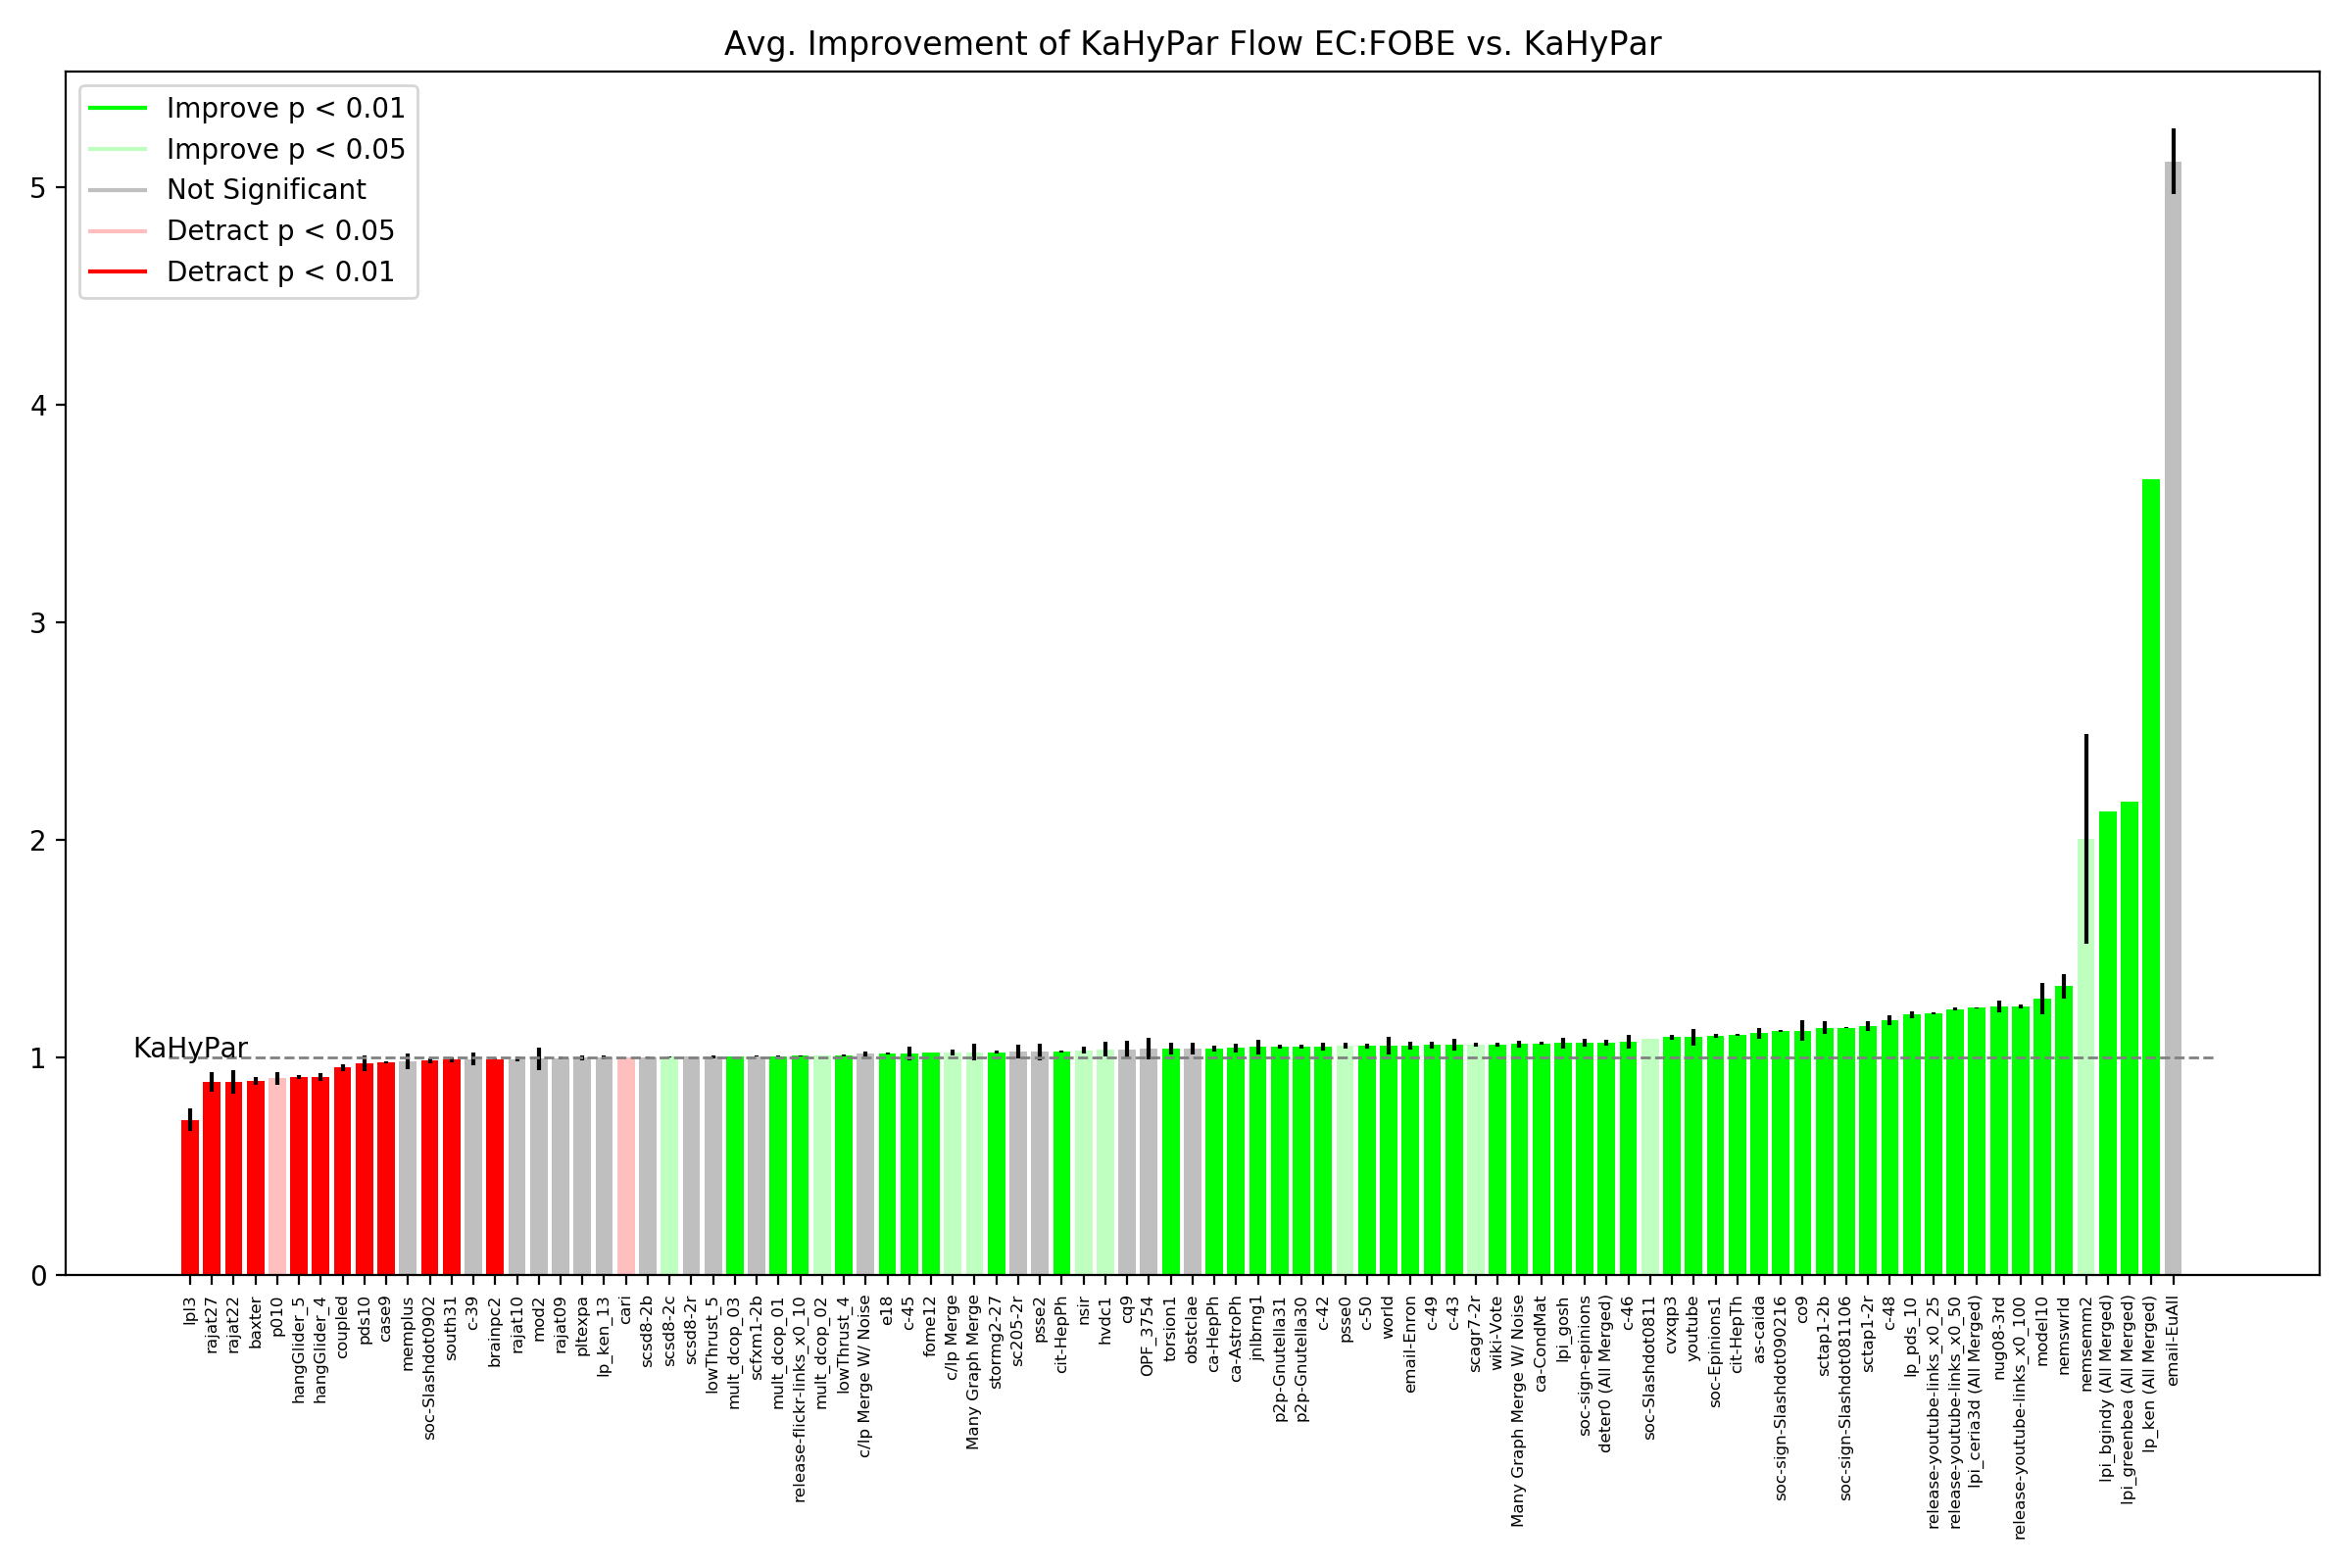 Avg. Improvement of KaHyPar Flow EC:FOBE vs. KaHyPar
Improve p < 0.01
Improve p < 0.05
Not Significant
Detract p < 0.05
Detract p < 0.01
5
4
3
2
1
0
KaHyPar
lpl3
rajat27
rajat22
baxter
p010
hangGlider_5
hangGlider_4
coupled
pds10
case9
memplus
soc-Slashdot0902
south31
c-39
brainpc2
rajat10
mod2
rajat09
pltexpa
lp_ken_13
cari
scsd8-2b
scsd8-2c
scsd8-2r
lowThrust_5
mult_dcop_03
scfxm1-2b
mult_dcop_01
release-flickr-links_x0_10
mult_dcop_02
lowThrust_4
c/lp Merge W/ Noise
e18
c-45
fome12
c/lp Merge
Many Graph Merge
stormg2-27
sc205-2r
psse2
cit-HepPh
nsir
hvdc1
cq9
OPF_3754
torsion1
obstclae
ca-HepPh
ca-AstroPh
jnlbrng1
p2p-Gnutella31
p2p-Gnutella30
c-42
psse0
c-50
world
email-Enron
c-49
c-43
scagr7-2r
wiki-Vote
Many Graph Merge W/ Noise
ca-CondMat
lpi_gosh
soc-sign-epinions
deter0 (All Merged)
c-46
soc-Slashdot0811
cvxqp3
youtube
soc-Epinions1
cit-HepTh
as-caida
soc-sign-Slashdot090216
co9
sctap1-2b
soc-sign-Slashdot081106
sctap1-2r
c-48
lp_pds_10
release-youtube-links_x0_25
release-youtube-links_x0_50
lpi_ceria3d (All Merged)
nug08-3rd
release-youtube-links_x0_100
model10
nemswrld
nemsemm2
lpi_bgindy (All Merged)
lpi_greenbea (All Merged)
lp_ken (All Merged)
email-EuAll